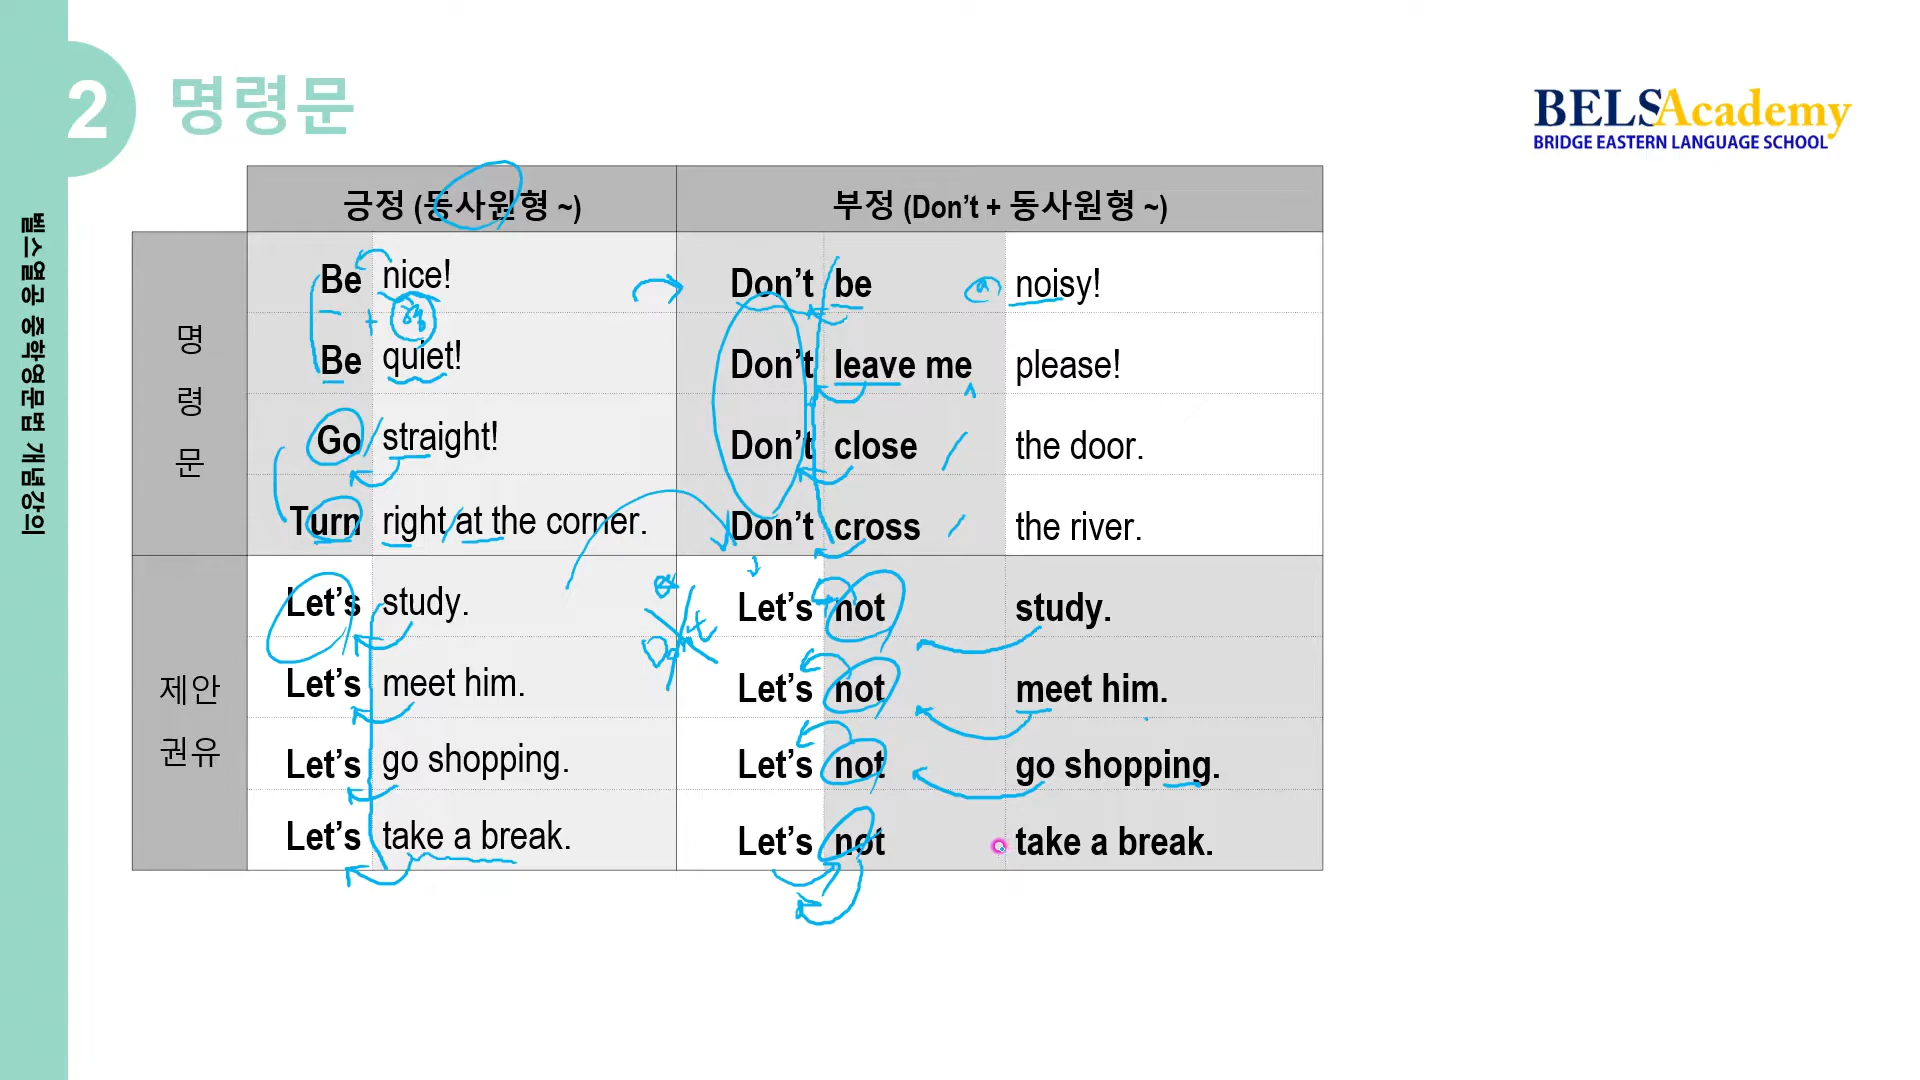 2 명령문
BELSAcademy
BRIDGE EASTERN LANGUAGE SCHOOL
벨스열공 중학영문법 개념강의
긍정 (동사원형 ~) 부정 (Don't + 동사원형 ~)
명령문
Be nice! Don't be noisy!
+ 형
Be quiet! Don't leave me please!
Go straight! Don't close the door.
Turn right at the corner. Don't cross the river.
제안
권유
Let's study. Let's not study.
Don't
Let's meet him. Let's not meet him.
Let's go shopping. Let's not go shopping.
Let's take a break. Let's not take a break.